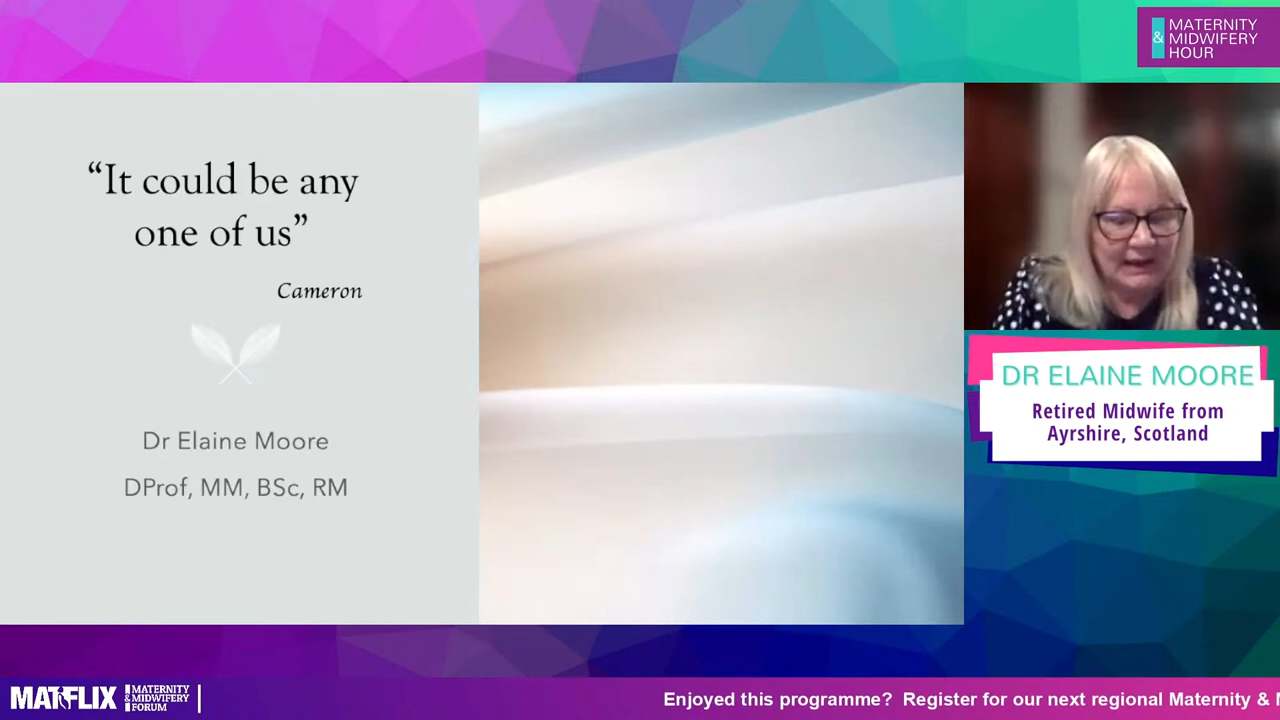 MATERNITY
& MIDWIFERY
HOUR
“It could be any
one of us”
Cameron
Dr Elaine Moore
DProf, MM, BSc, RM
DR ELAINE MOORE
Retired Midwife from
Ayrshire, Scotland
MATFLIX
MATERNITY
& MIDWIFERY
FORUM
Enjoyed this programme? Register for our next regional Maternity &